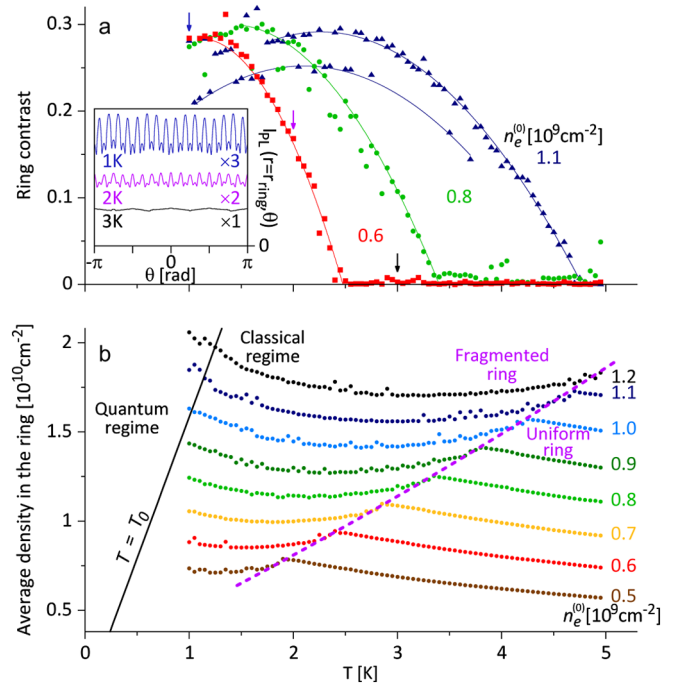 a
Ring contrast
0.3
0.2
0.1
0
n_e^(0) [10^9cm^-2]
1.1
0.8
0.6
1K
×3
2K
×2
3K
×1
-π
0
π
θ [rad]
0
I_PL (r=r_ring, θ)
b
Average density in the ring [10^10cm^-2]
2
1.5
1
0.5
Quantum
regime
Classical
regime
T = T_0
Fragmented
ring
Uniform
ring
1.2
1.1
1.0
0.9
0.8
0.7
0.6
0.5
n_e^(0) [10^9cm^-2]
0
1
2
3
4
5
T [K]